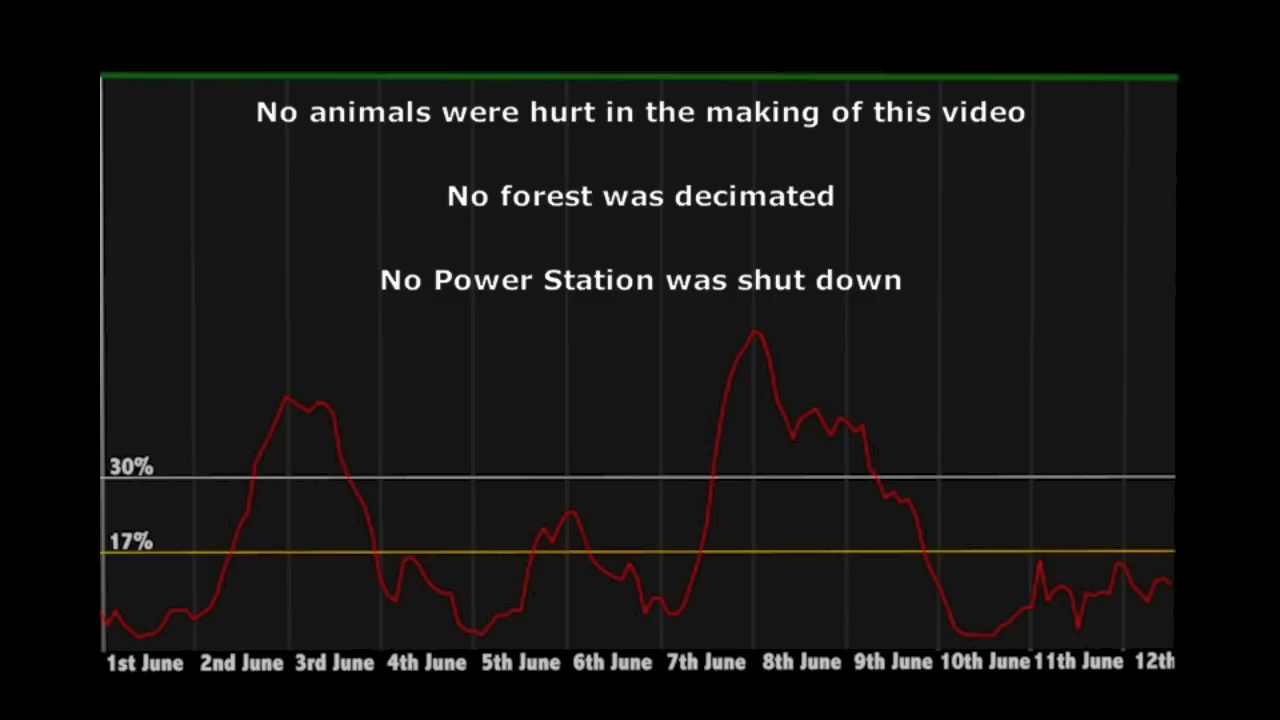 No animals were hurt in the making of this video
No forest was decimated
No Power Station was shut down
30%
17%
1st June 2nd June 3rd June 4th June 5th June 6th June 7th June 8th June 9th June 10th June 11th June 12th